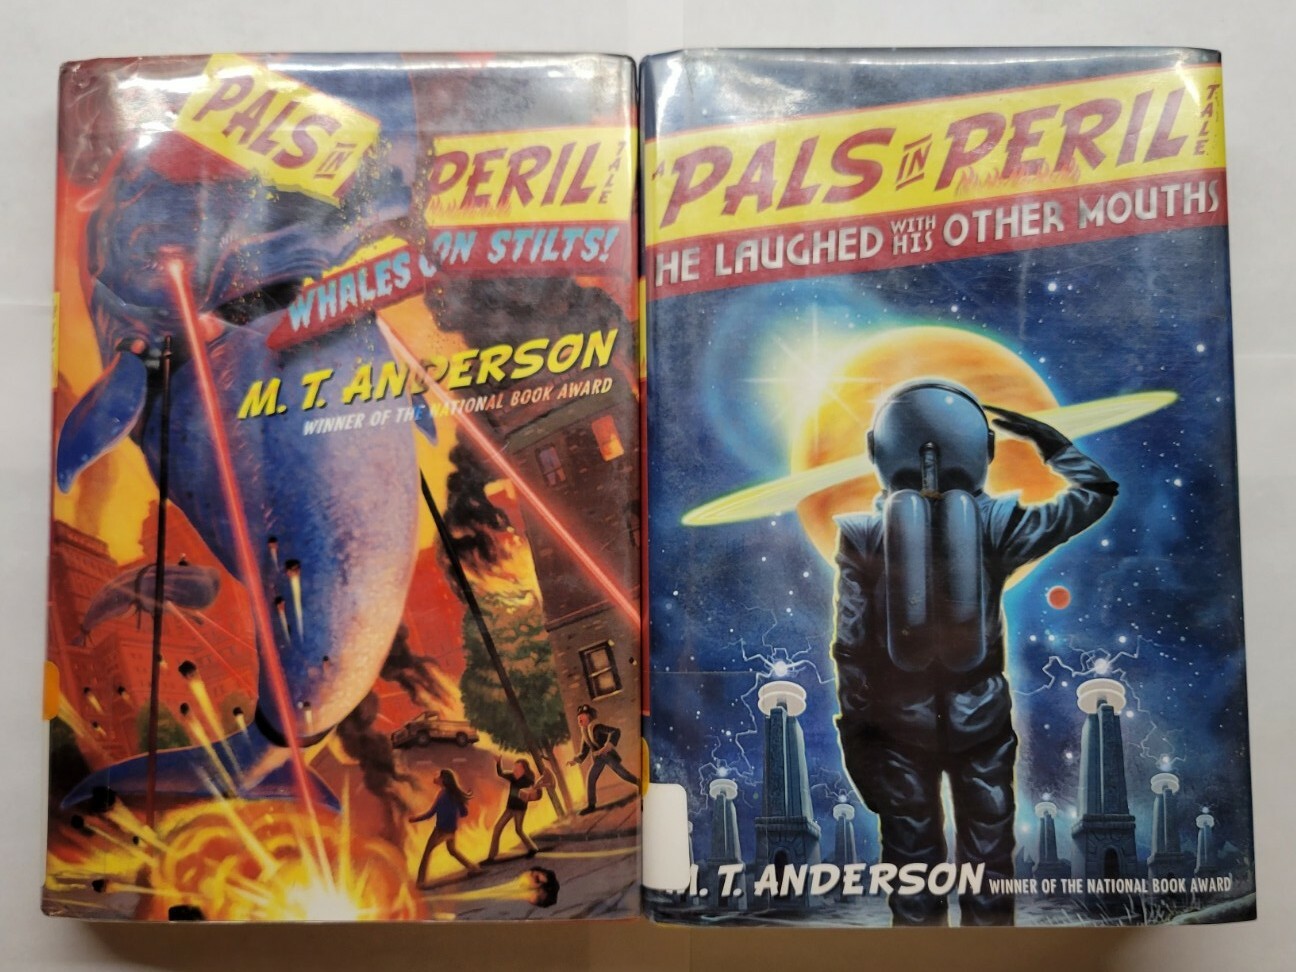 PALS IN PERIL!
TALE
WHALES ON STILTS!
M. T. ANDERSON
WINNER OF THE NATIONAL BOOK AWARD
A PALS IN PERIL
TALE
HE LAUGHED WITH HIS OTHER MOUTHS
M. T. ANDERSON WINNER OF THE NATIONAL BOOK AWARD